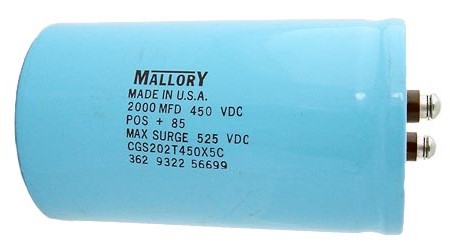 MALLORY
MADE IN U.S.A.
2000 MFD 450 VDC
POS + 85
MAX SURGE 525 VDC
CGS202T450X5C
362 9322 56699